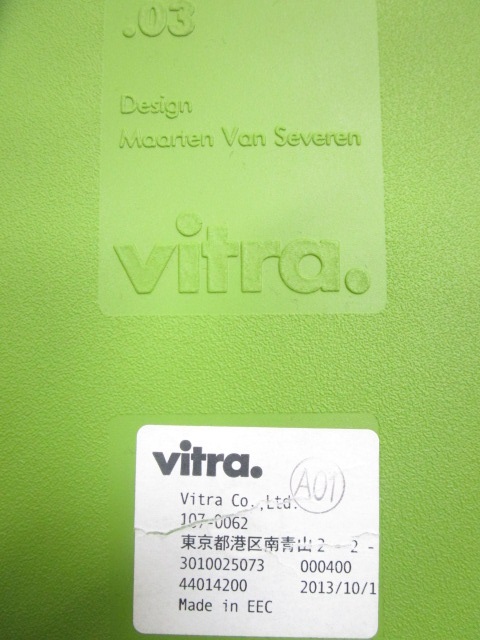 .03
Design
Maarten Van Severen
vitra.
vitra.
A01
Vitra Co.,Ltd.
107-0062
東京都港区南青山2-2-
3010025073 000400
44014200 2013/10/1
Made in EEC